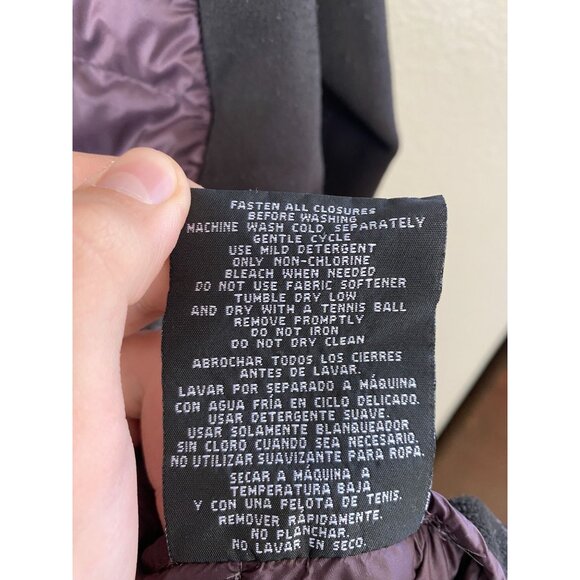 FASTEN ALL CLOSURES
BEFORE WASHING
MACHINE WASH COLD SEPARATELY
GENTLE CYCLE
USE MILD DETERGENT
ONLY NON-CHLORINE
BLEACH WHEN NEEDED
DO NOT USE FABRIC SOFTENER
TUMBLE DRY LOW
AND DRY WITH A TENNIS BALL
REMOVE PROMPTLY
DO NOT IRON
DO NOT DRY CLEAN
ABROCHAR TODOS LOS CIERRES
ANTES DE LAVAR.
LAVAR POR SEPARADO A MÁQUINA
CON AGUA FRÍA EN CICLO DELICADO.
USAR DETERGENTE SUAVE.
USAR SOLAMENTE BLANQUEADOR
SIN CLORO CUANDO SEA NECESARIO.
NO UTILIZAR SUAVIZANTE PARA ROPA.
SECAR A MÁQUINA A
TEMPERATURA BAJA
Y CON UNA PELOTA DE TENIS.
REMOVER RÁPIDAMENTE.
NO PLANCHAR.
NO LAVAR EN SECO.